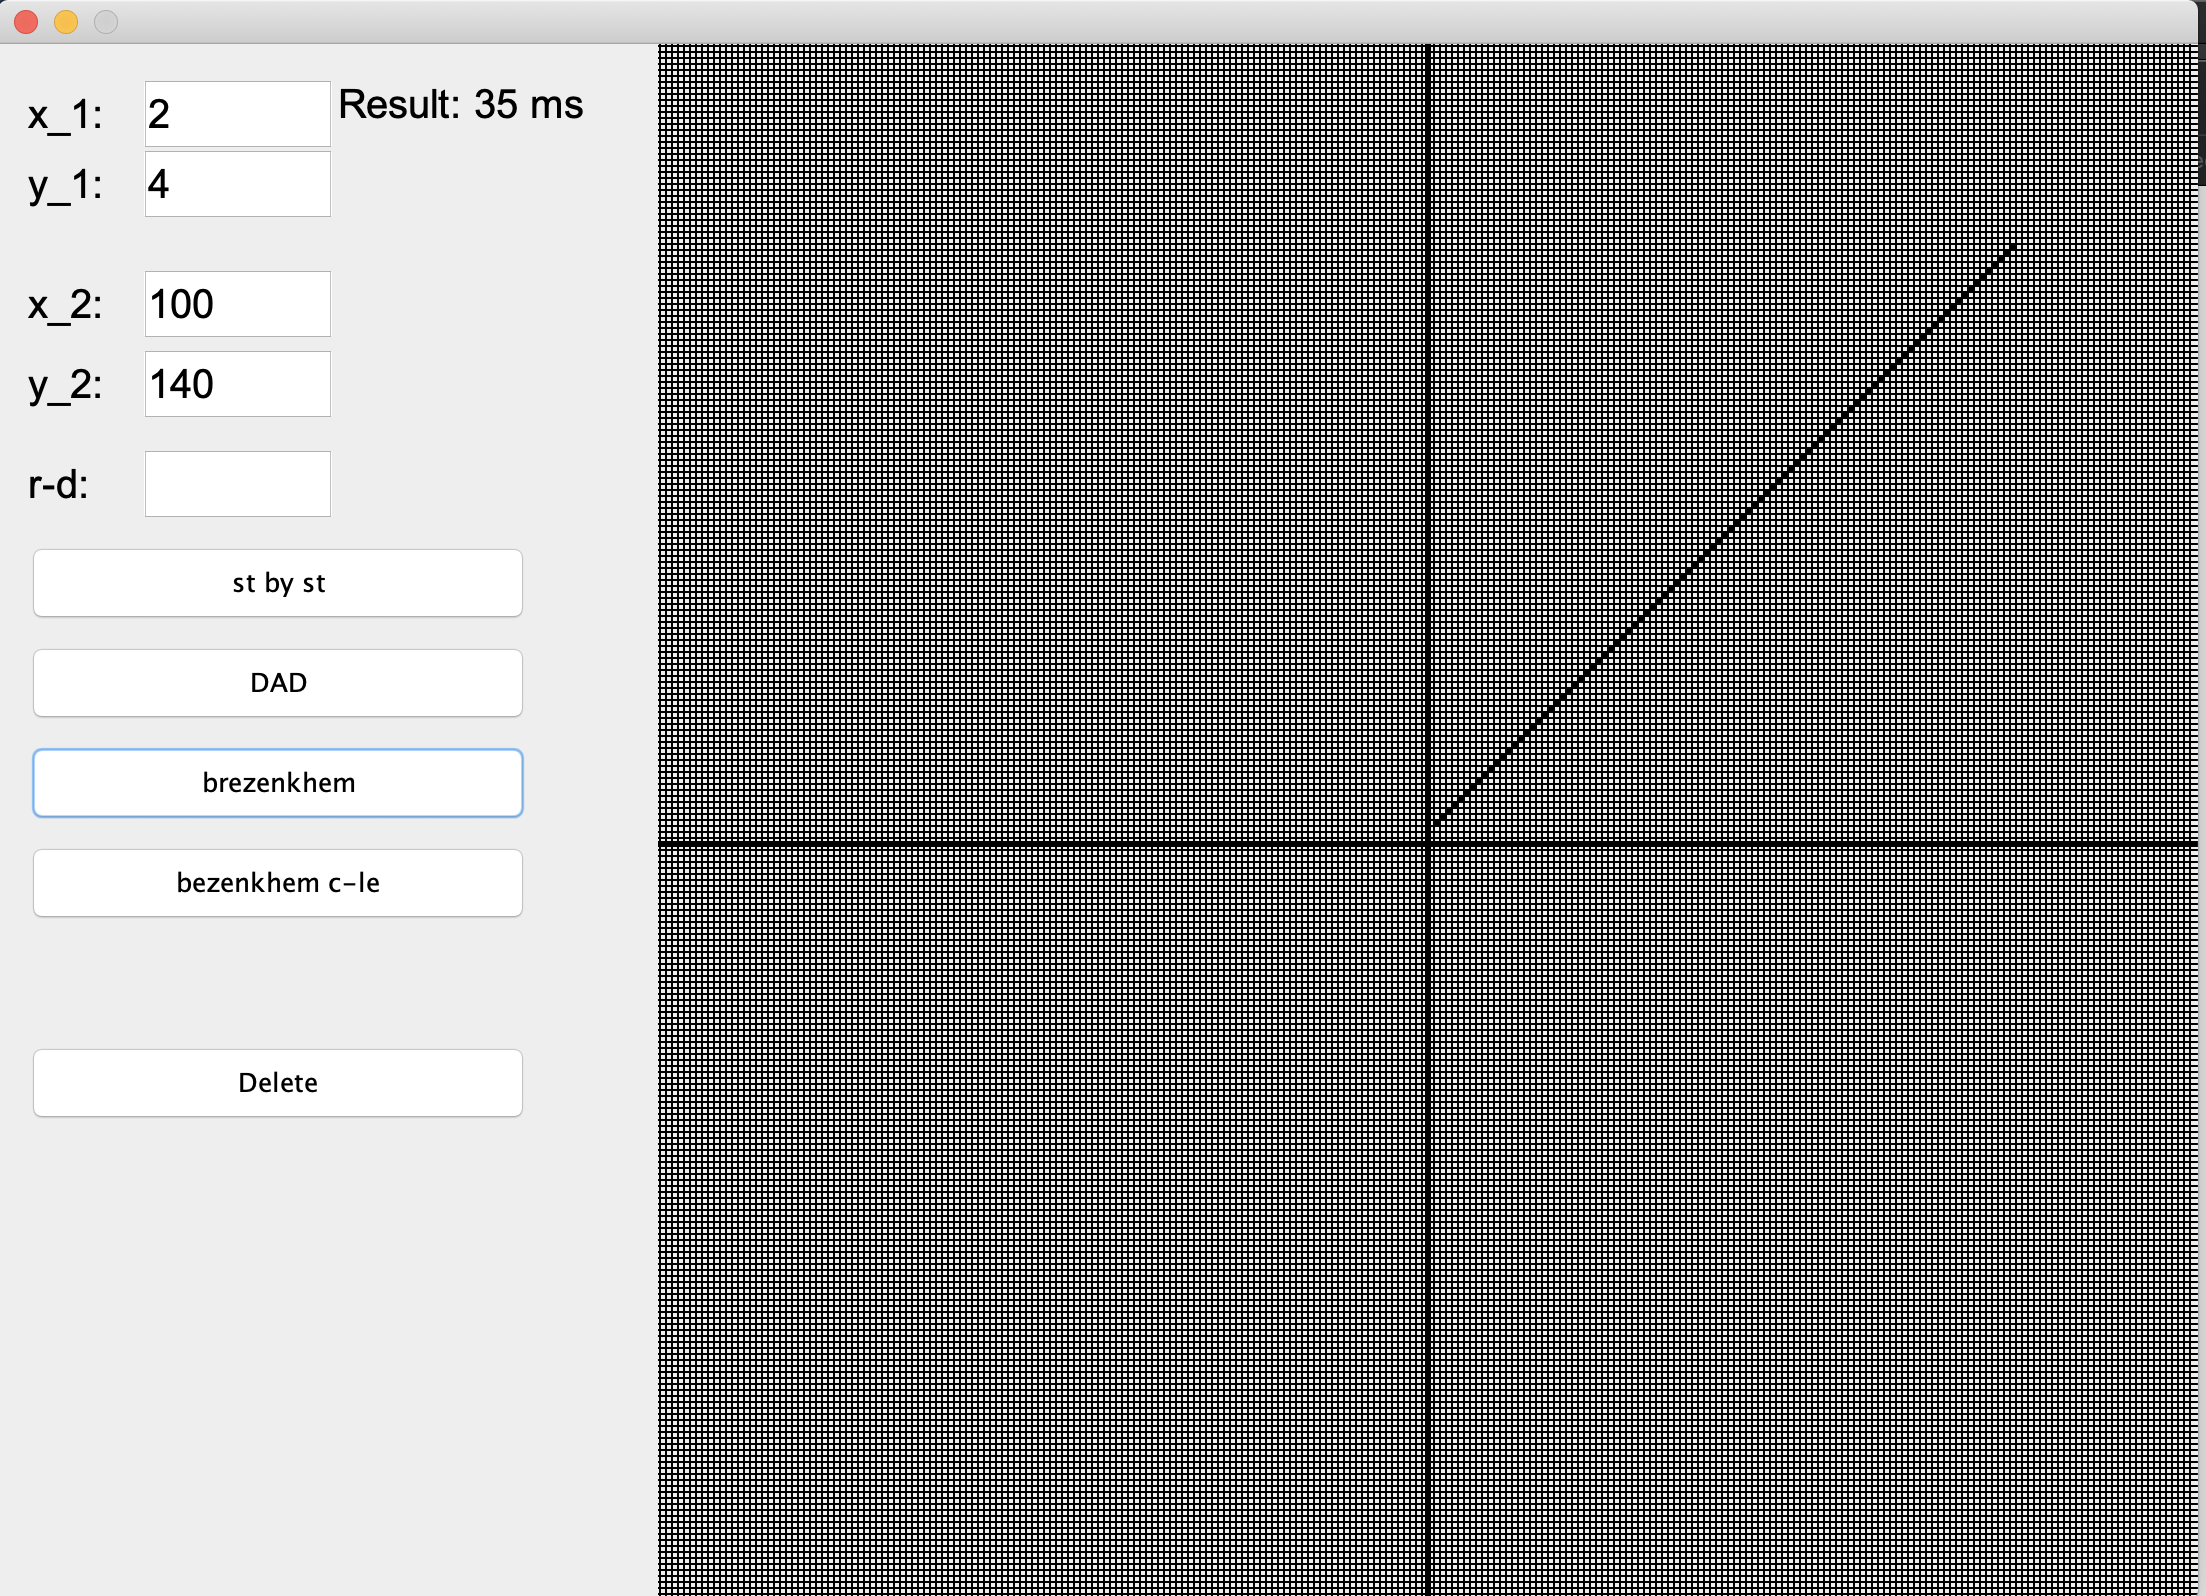 x_1: 2 Result: 35 ms
y_1: 4
x_2: 100
y_2: 140
r-d:
st by st
DAD
brezenkhem
bezenkhem c-le
Delete